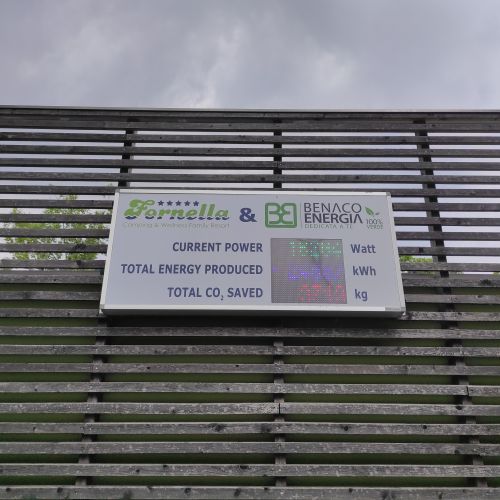 Fornella & BE BENACO
Camping & Wellness Family Resort ENERGIA 100%
DEDICATA A TE VERDE
CURRENT POWER Watt
TOTAL ENERGY PRODUCED kWh
TOTAL CO₂ SAVED kg